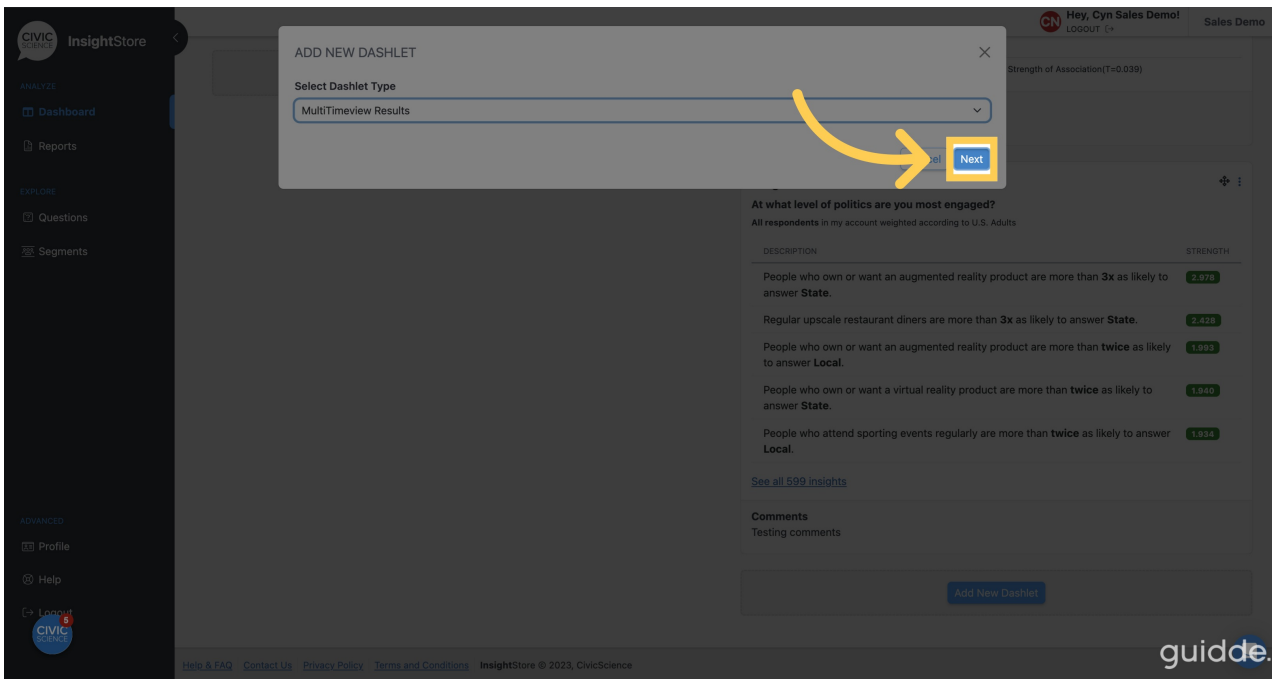 CIVIC
SCIENCE
InsightStore
ANALYZE
Dashboard
Reports
EXPLORE
Questions
Segments
ADVANCED
Profile
Help
Logout
5
CIVIC
SCIENCE
CN
Hey, Cyn Sales Demo!
LOGOUT
Sales Demo
ADD NEW DASHLET
Select Dashlet Type
MultiTimeview Results
Next
Strength of Association(T=0.039)
At what level of politics are you most engaged?
All respondents in my account weighted according to U.S. Adults
DESCRIPTION STRENGTH
People who own or want an augmented reality product are more than 3x as likely to 2.978
answer State.
Regular upscale restaurant diners are more than 3x as likely to answer State. 2.428
People who own or want an augmented reality product are more than twice as likely 1.993
to answer Local.
People who own or want a virtual reality product are more than twice as likely to 1.940
answer State.
People who attend sporting events regularly are more than twice as likely to answer 1.934
Local.
See all 599 insights
Comments
Testing comments
Add New Dashlet
Help & FAQ Contact Us Privacy Policy Terms and Conditions InsightStore © 2023, CivicScience
guidde.